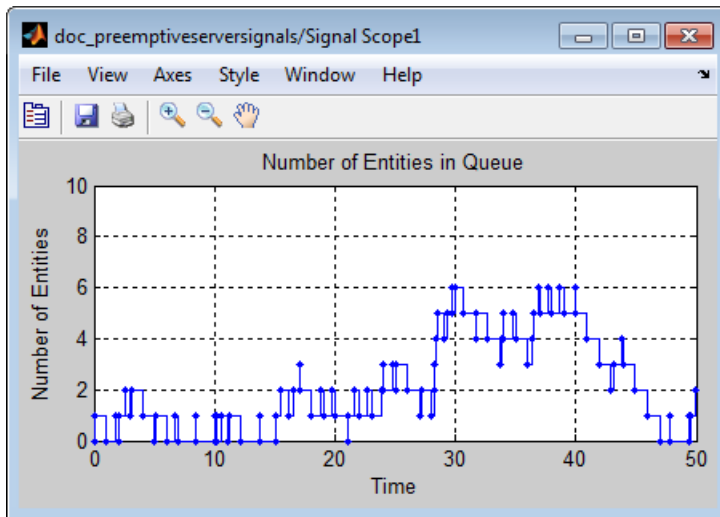 doc_preemptiveserversignals/Signal Scope1
File View Axes Style Window Help
Number of Entities in Queue
10
8
6
4
2
0
Number of Entities
0 10 20 30 40 50
Time